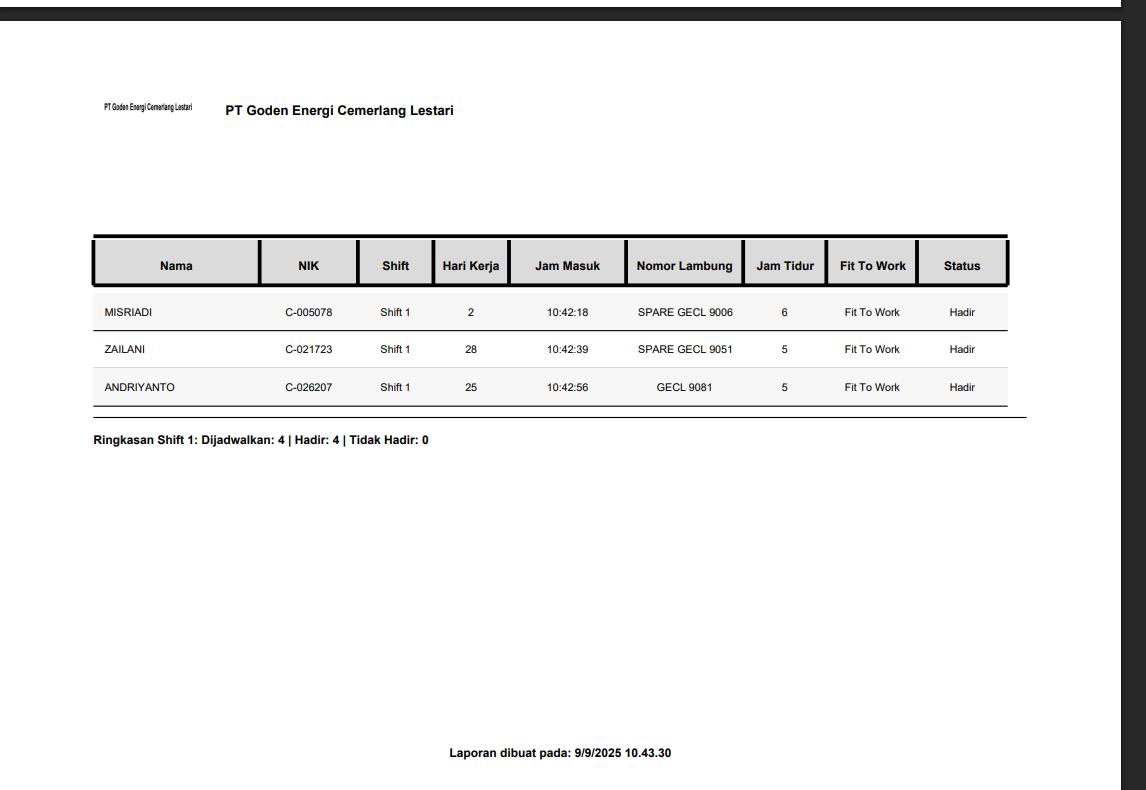 PT Goden Energi Cemerlang Lestari PT Goden Energi Cemerlang Lestari
Nama NIK Shift Hari Kerja Jam Masuk Nomor Lambung Jam Tidur Fit To Work Status
MISRIADI C-005078 Shift 1 2 10:42:18 SPARE GECL 9006 6 Fit To Work Hadir
ZAILANI C-021723 Shift 1 28 10:42:39 SPARE GECL 9051 5 Fit To Work Hadir
ANDRIYANTO C-026207 Shift 1 25 10:42:56 GECL 9081 5 Fit To Work Hadir
Ringkasan Shift 1: Dijadwalkan: 4 | Hadir: 4 | Tidak Hadir: 0
Laporan dibuat pada: 9/9/2025 10.43.30